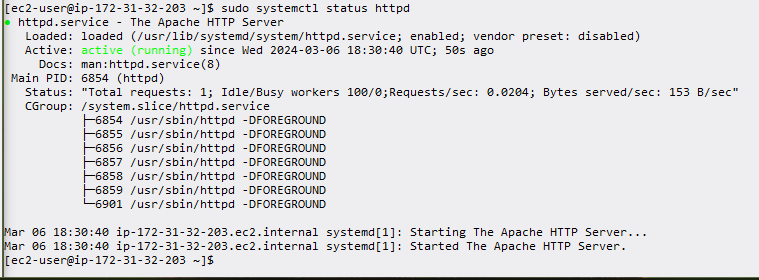 [ec2-user@ip-172-31-32-203 ~]$ sudo systemctl status httpd
● httpd.service - The Apache HTTP Server
   Loaded: loaded (/usr/lib/systemd/system/httpd.service; enabled; vendor preset: disabled)
   Active: active (running) since Wed 2024-03-06 18:30:40 UTC; 50s ago
     Docs: man:httpd.service(8)
 Main PID: 6854 (httpd)
   Status: "Total requests: 1; Idle/Busy workers 100/0;Requests/sec: 0.0204; Bytes served/sec: 153 B/sec"
   CGroup: /system.slice/httpd.service
           ├─6854 /usr/sbin/httpd -DFOREGROUND
           ├─6855 /usr/sbin/httpd -DFOREGROUND
           ├─6856 /usr/sbin/httpd -DFOREGROUND
           ├─6857 /usr/sbin/httpd -DFOREGROUND
           ├─6858 /usr/sbin/httpd -DFOREGROUND
           ├─6859 /usr/sbin/httpd -DFOREGROUND
           └─6901 /usr/sbin/httpd -DFOREGROUND
Mar 06 18:30:40 ip-172-31-32-203.ec2.internal systemd[1]: Starting The Apache HTTP Server...
Mar 06 18:30:40 ip-172-31-32-203.ec2.internal systemd[1]: Started The Apache HTTP Server.
[ec2-user@ip-172-31-32-203 ~]$